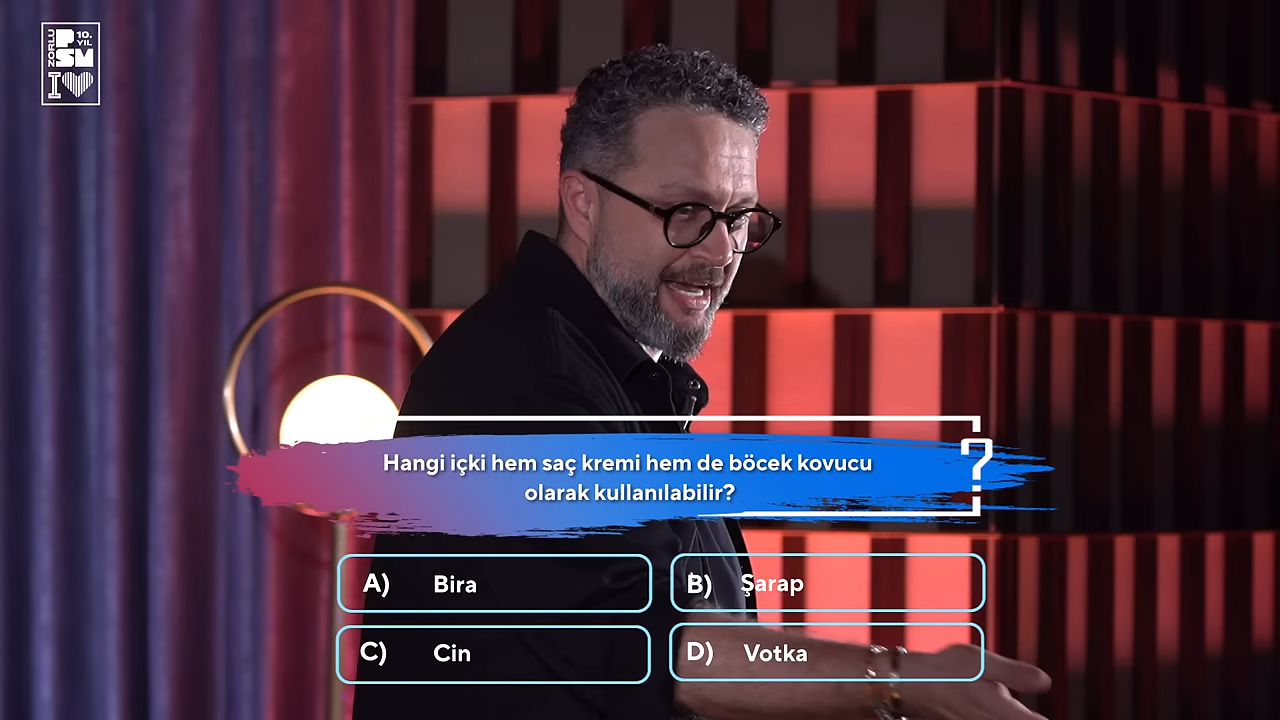 ZORLU
PSM
10.
YIL
I
Hangi içki hem saç kremi hem de böcek kovucu
olarak kullanılabilir?
?
A) Bira
B) Şarap
C) Cin
D) Votka